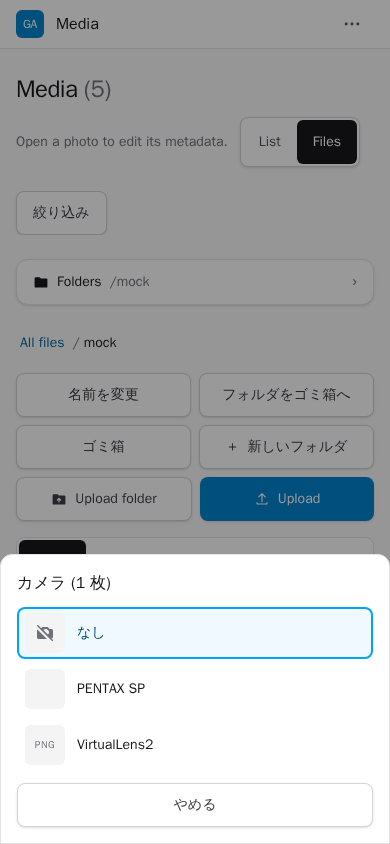 GA Media
Media (5)
Open a photo to edit its metadata. List Files
絞り込み
Folders /mock
All files / mock
名前を変更 フォルダをゴミ箱へ
ゴミ箱 + 新しいフォルダ
Upload folder Upload
カメラ (1 枚)
なし
PENTAX SP
PNG VirtualLens2
やめる